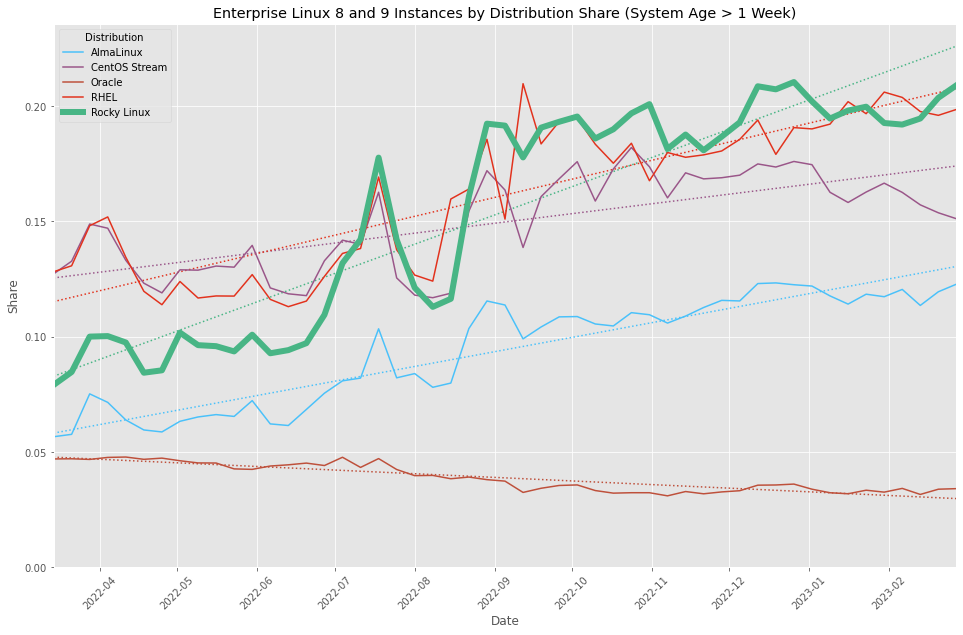 Enterprise Linux 8 and 9 Instances by Distribution Share (System Age > 1 Week)
Distribution
AlmaLinux
CentOS Stream
Oracle
RHEL
Rocky Linux
Share
0.20
0.15
0.10
0.05
0.00
2022-04
2022-05
2022-06
2022-07
2022-08
2022-09
2022-10
2022-11
2022-12
2023-01
2023-02
Date